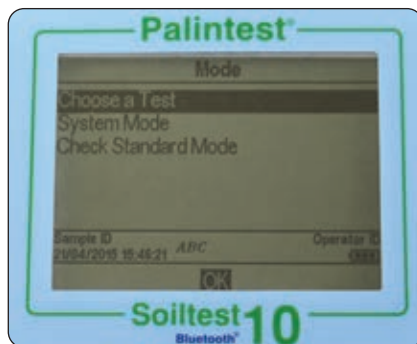 Palintest®
Mode
Choose a Test
System Mode
Check Standard Mode
Sample ID ABC Operator ID
21/04/2015 15:46:21
OK
Soiltest 10
Bluetooth®